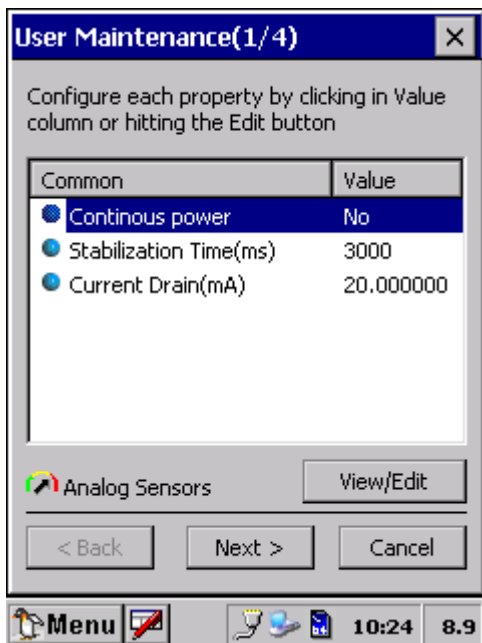 User Maintenance(1/4)
Configure each property by clicking in Value
column or hitting the Edit button
Common Value
Continous power No
Stabilization Time(ms) 3000
Current Drain(mA) 20.000000
Analog Sensors View/Edit
< Back Next > Cancel
Menu 10:24 8.9